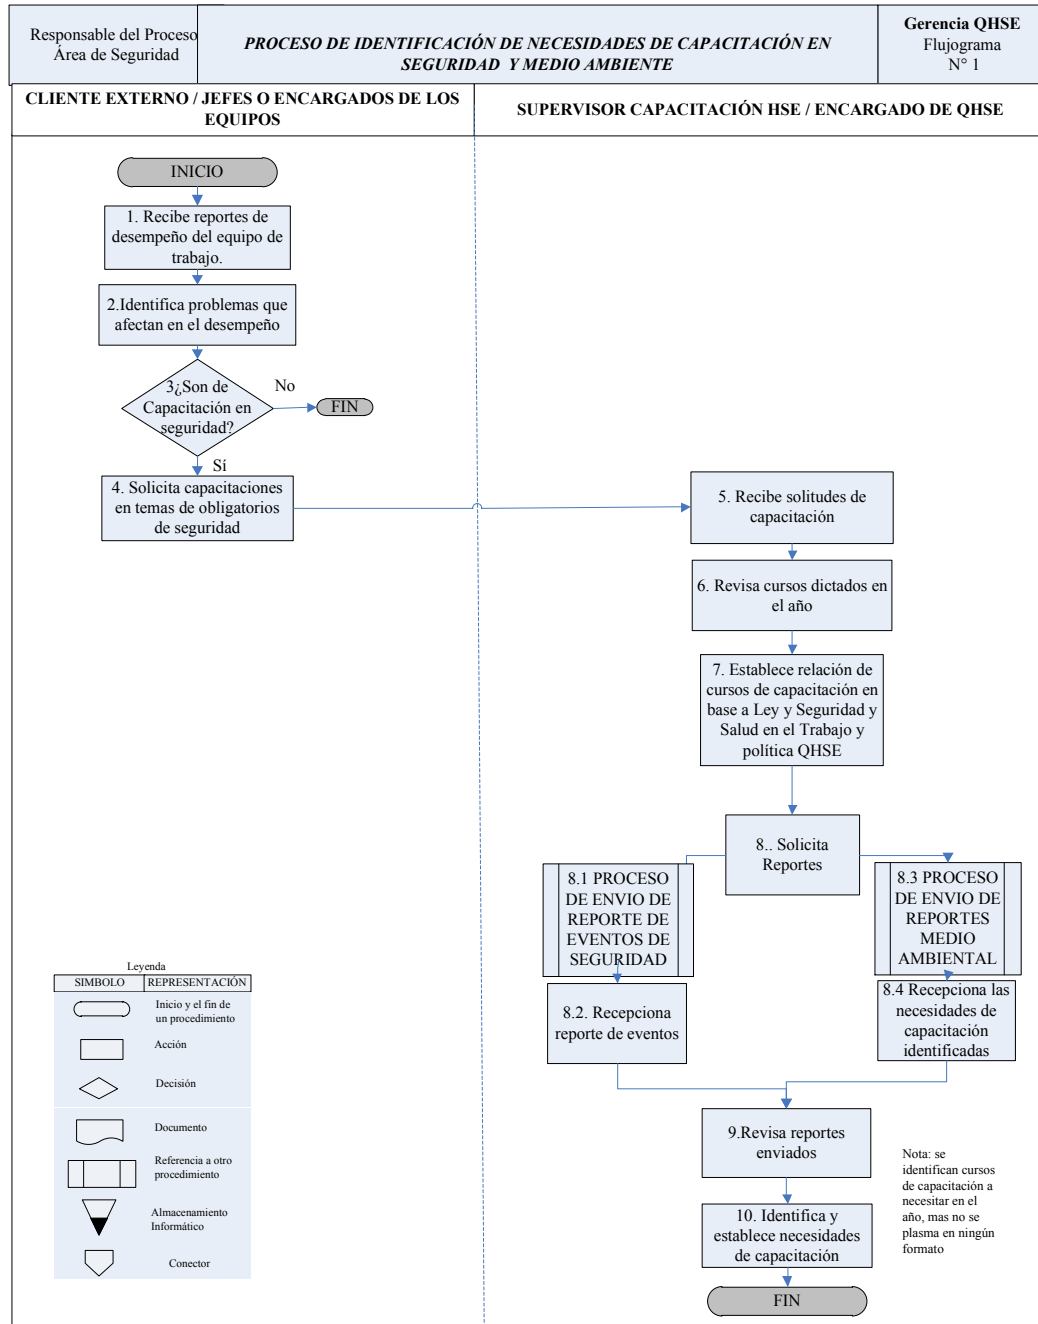 Responsable del Proceso
Área de Seguridad
PROCESO DE IDENTIFICACIÓN DE NECESIDADES DE CAPACITACIÓN EN
SEGURIDAD Y MEDIO AMBIENTE
Gerencia QHSE
Flujograma
N° 1
CLIENTE EXTERNO / JEFES O ENCARGADOS DE LOS
EQUIPOS
SUPERVISOR CAPACITACIÓN HSE / ENCARGADO DE QHSE
INICIO
1. Recibe reportes de
desempeño del equipo de
trabajo.
2.Identifica problemas que
afectan en el desempeño
3¿Son de
Capacitación en
seguridad?
No
FIN
Sí
4. Solicita capacitaciones
en temas de obligatorios
de seguridad
5. Recibe solitudes de
capacitación
6. Revisa cursos dictados en
el año
7. Establece relación de
cursos de capacitación en
base a Ley y Seguridad y
Salud en el Trabajo y
política QHSE
8.. Solicita
Reportes
8.1 PROCESO
DE ENVIO DE
REPORTE DE
EVENTOS DE
SEGURIDAD
8.3 PROCESO
DE ENVIO DE
REPORTES
MEDIO
AMBIENTAL
8.2. Recepciona
reporte de eventos
8.4 Recepciona las
necesidades de
capacitación
identificadas
9.Revisa reportes
enviados
10. Identifica y
establece necesidades
de capacitación
FIN
Nota: se
identifican cursos
de capacitación a
necesitar en el
año, mas no se
plasma en ningún
formato
Leyenda
SIMBOLO REPRESENTACIÓN
Inicio y el fin de
un procedimiento
Acción
Decisión
Documento
Referencia a otro
procedimiento
Almacenamiento
Informático
Conector